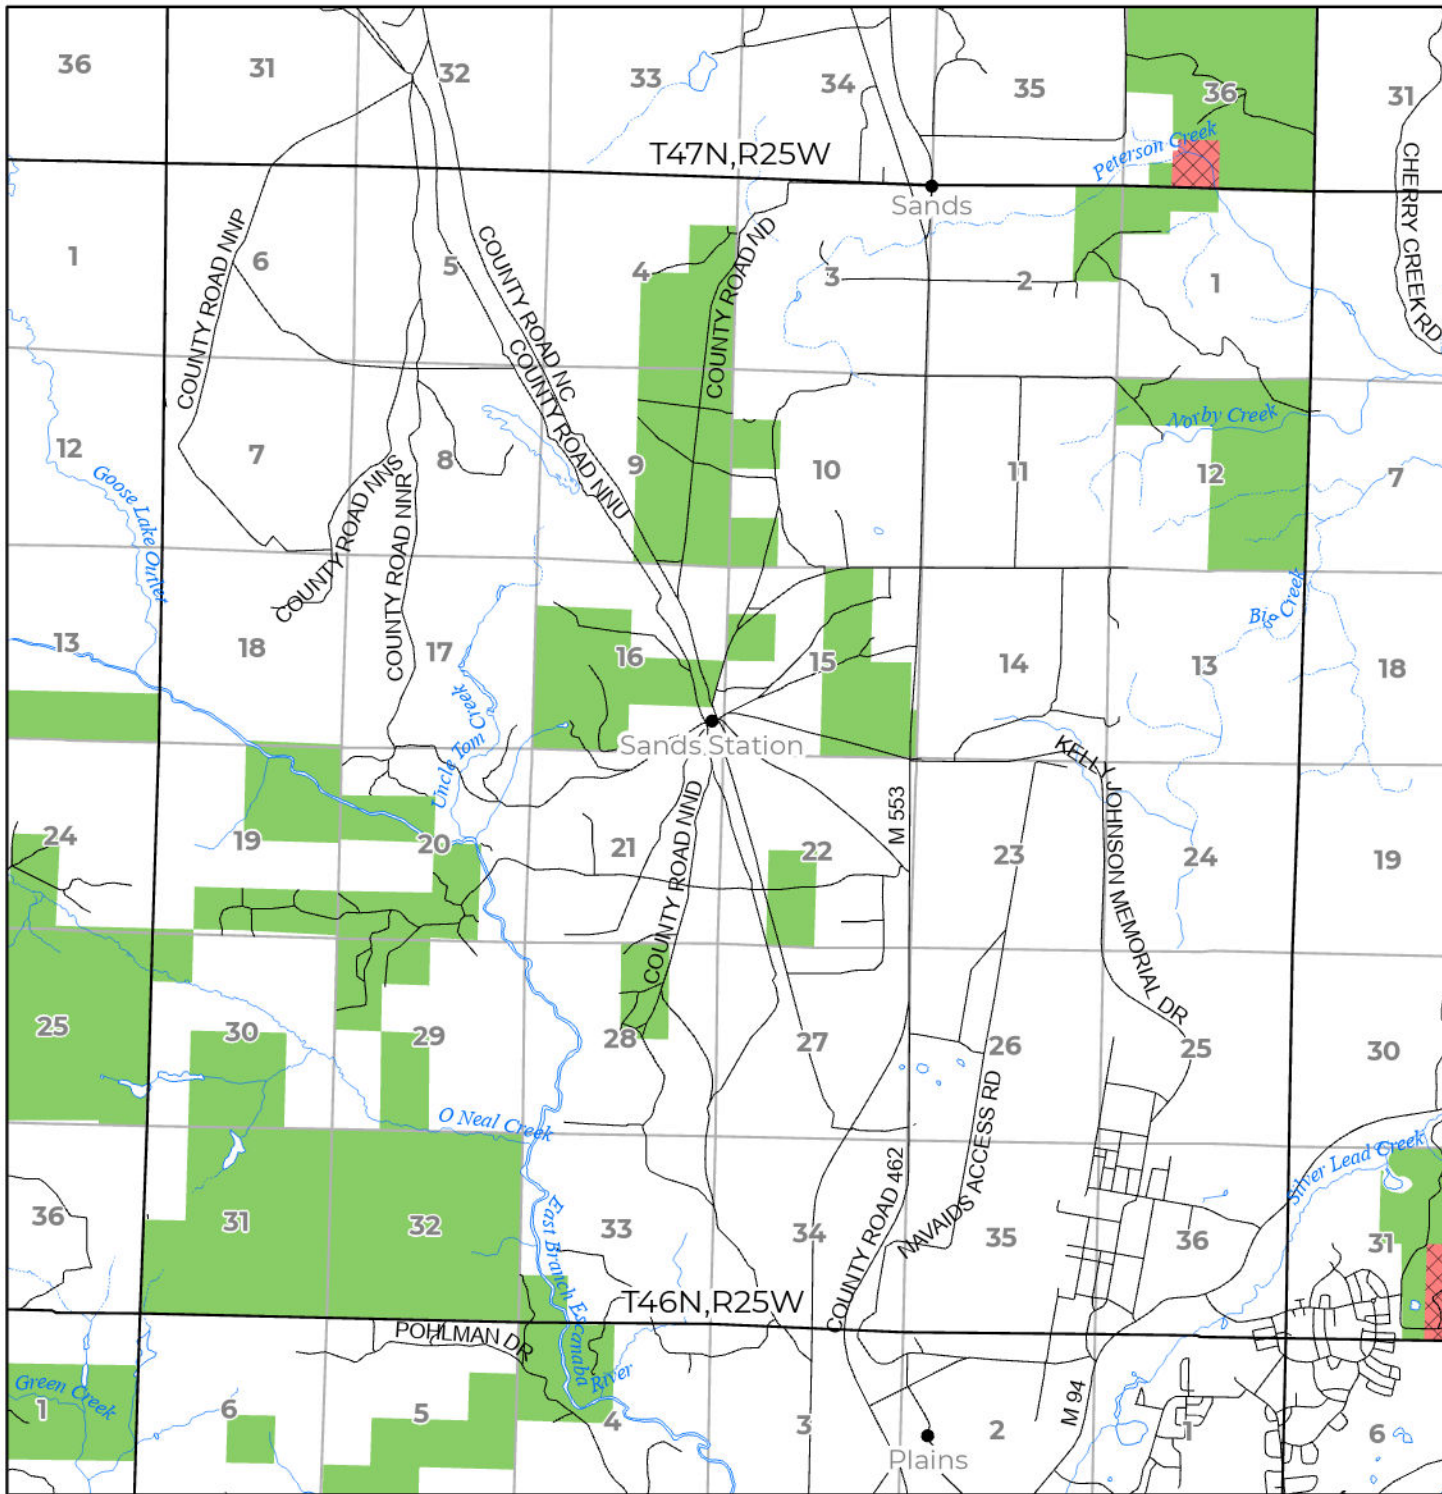 36
31
32
33
34
35
36
31
T47N,R25W
Peterson Creek
Sands
CHERRY CREEK RD
COUNTY ROAD NNP
1
6
5
COUNTY ROAD NC
4
COUNTY ROAD ND
3
2
1
COUNTY ROAD NNU
12
7
8
9
10
11
Norby Creek
12
7
Goose Lake Outlet
COUNTY ROAD NNS
COUNTY ROAD NNR
Big Creek
13
18
17
16
15
14
13
18
Uncle Tom Creek
Sands Station
KELLY JOHNSON MEMORIAL DR
M 553
COUNTY ROAD NND
24
19
20
21
22
23
24
19
25
30
29
28
27
26
25
30
O Neal Creek
NAVAIDS ACCESS RD
COUNTY ROAD 462
Silver Lead Creek
36
31
32
33
34
35
36
31
East Branch Escanaba
River
T46N,R25W
POHLMAN DR
Green Creek
1
6
5
4
3
2
M 94
1
6
Plains